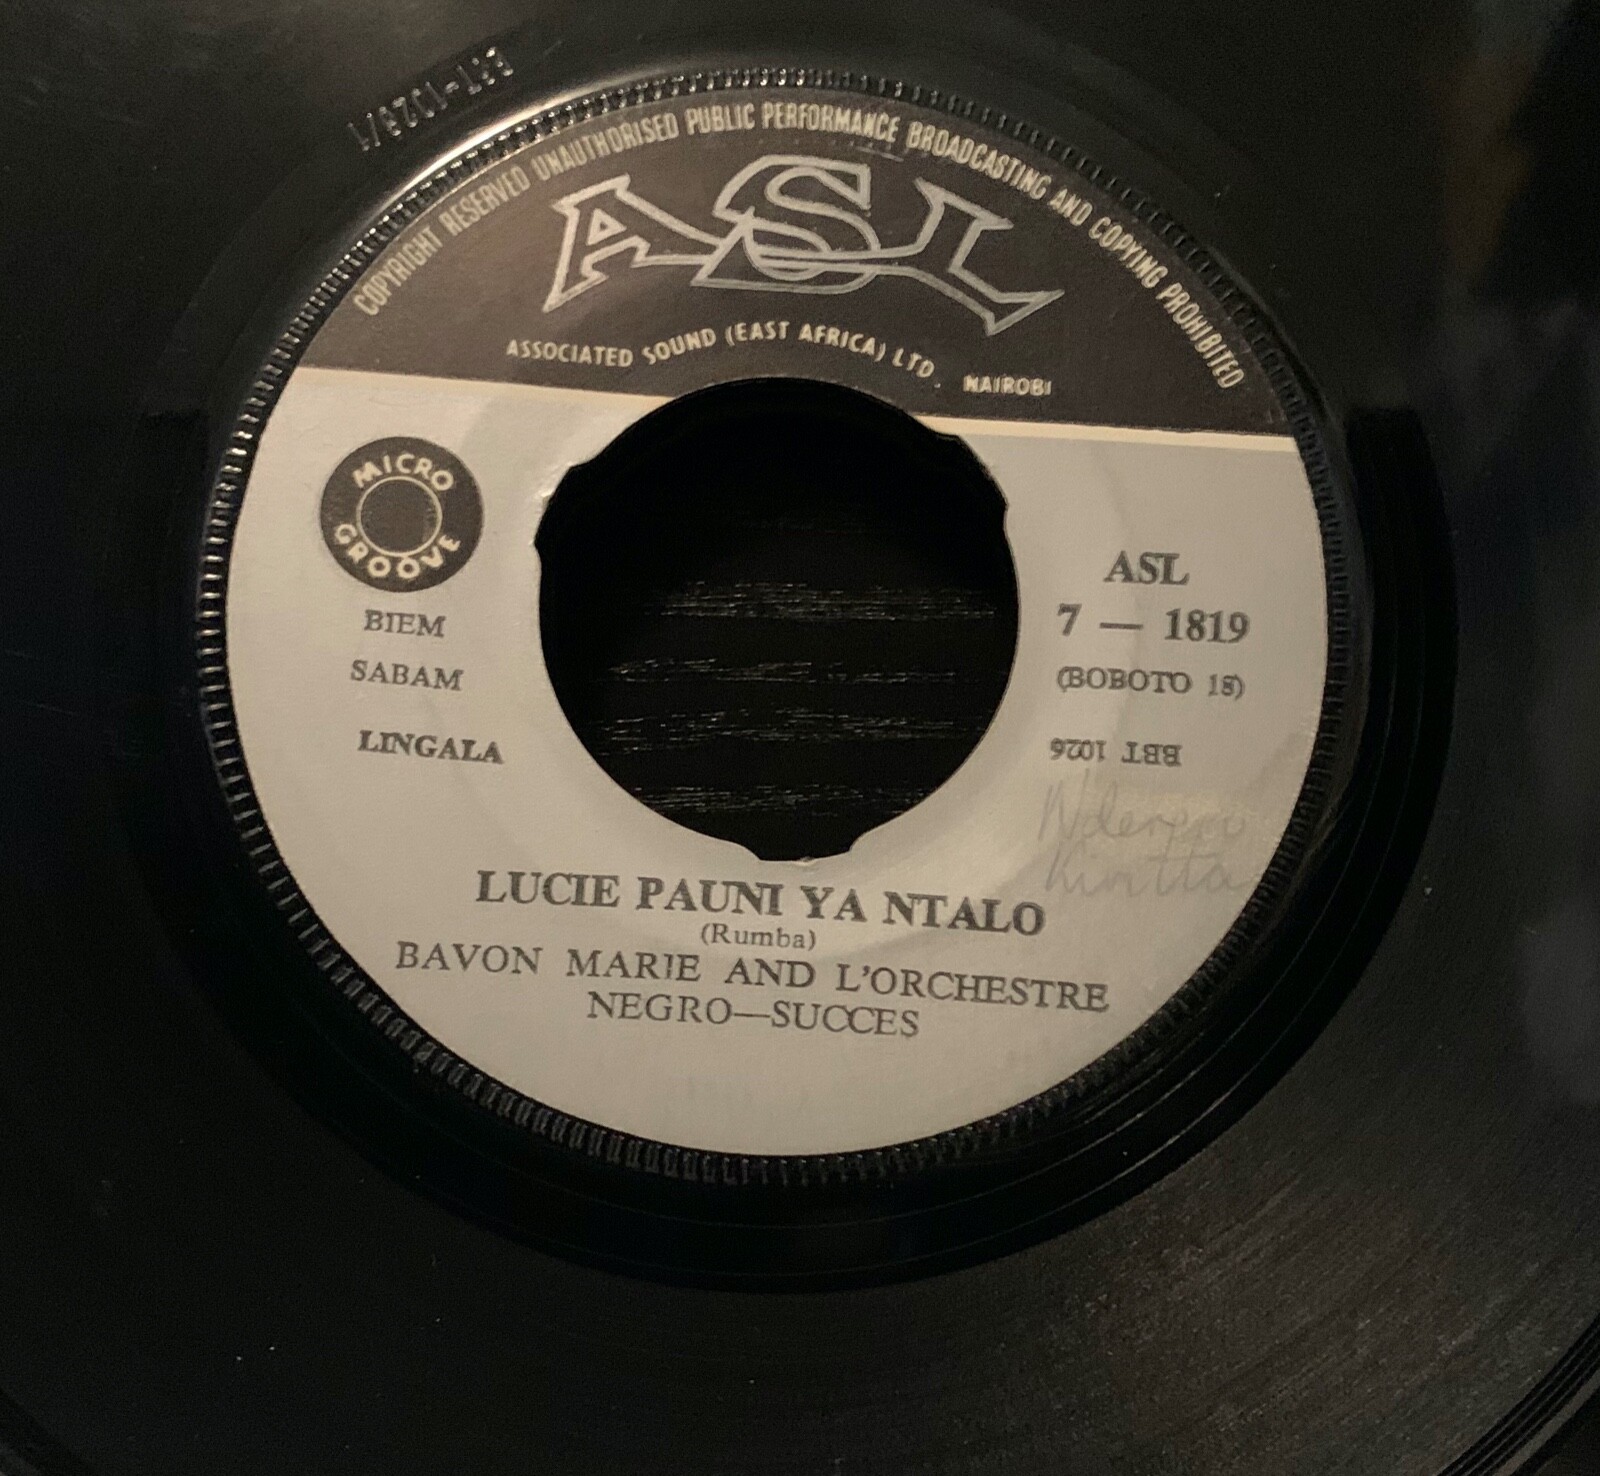 COPYRIGHT RESERVED UNAUTHORISED PUBLIC PERFORMANCE BROADCASTING AND COPYING PROHIBITED
ASL
ASSOCIATED SOUND (EAST AFRICA) LTD. NAIROBI
MICRO
GROOVE
BIEM
SABAM
LINGALA
ASL
7 — 1819
(BOBOTO 18)
BBT 1026
LUCIE PAUNI YA NTALO
(Rumba)
BAVON MARIE AND L'ORCHESTRE
NEGRO—SUCCES